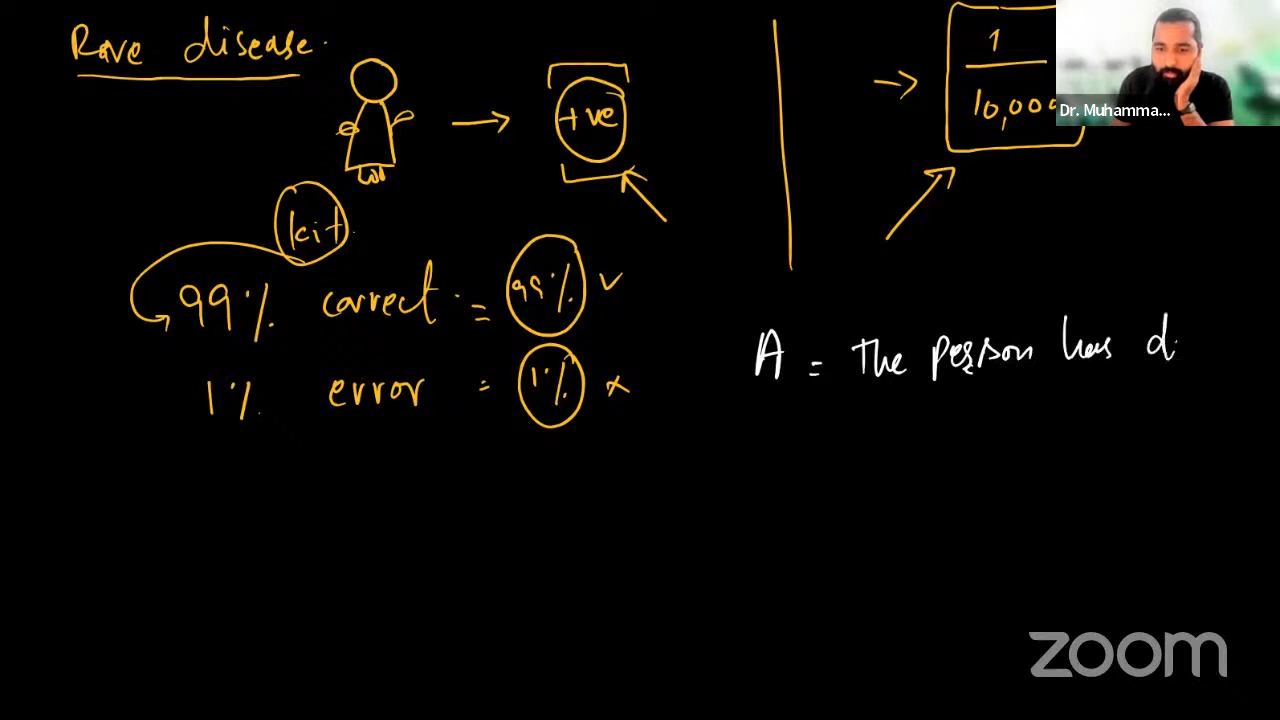 Rare disease.
+ve
kit
99% correct = 99% ✓
1% error = 1% ×
1
10,000
Dr. Muhamma...
A = The person has d
zoom